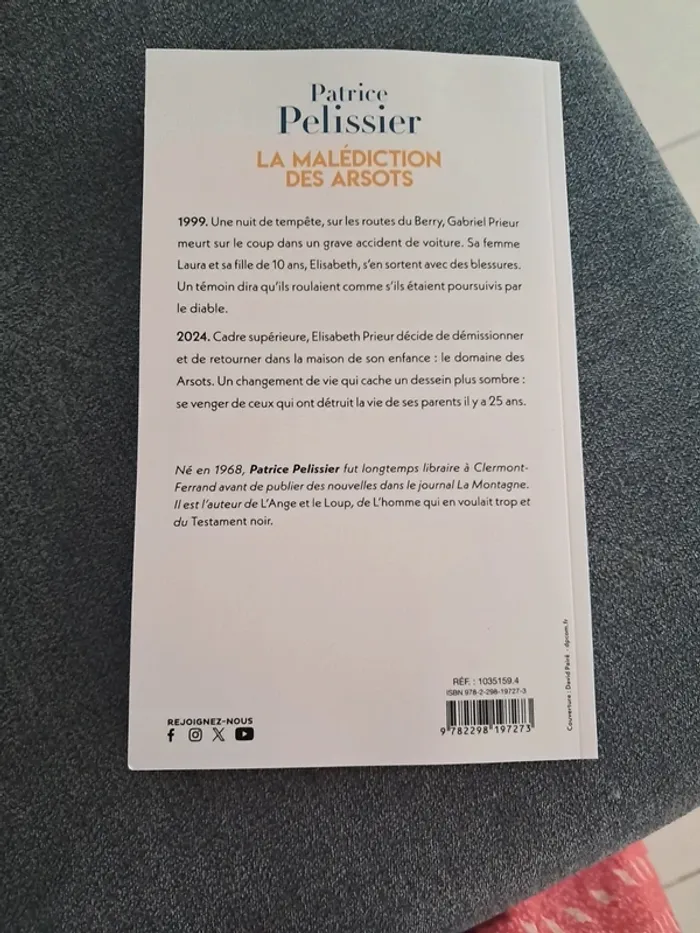 Patrice
Pelissier
LA MALÉDICTION
DES ARSOTS
1999. Une nuit de tempête, sur les routes du Berry, Gabriel Prieur
meurt sur le coup dans un grave accident de voiture. Sa femme
Laura et sa fille de 10 ans, Elisabeth, s'en sortent avec des blessures.
Un témoin dira qu'ils roulaient comme s'ils étaient poursuivis par
le diable.
2024. Cadre supérieure, Elisabeth Prieur décide de démissionner
et de retourner dans la maison de son enfance : le domaine des
Arsots. Un changement de vie qui cache un dessein plus sombre :
se venger de ceux qui ont détruit la vie de ses parents il y a 25 ans.
Né en 1968, Patrice Pelissier fut longtemps libraire à Clermont-
Ferrand avant de publier des nouvelles dans le journal La Montagne.
Il est l'auteur de L'Ange et le Loup, de L'homme qui en voulait trop et
du Testament noir.
RÉF. : 1035159.4
ISBN 978-2-298-19727-3
9 782298 197273
REJOIGNEZ-NOUS
Couverture : David Pairé - dpcom.fr